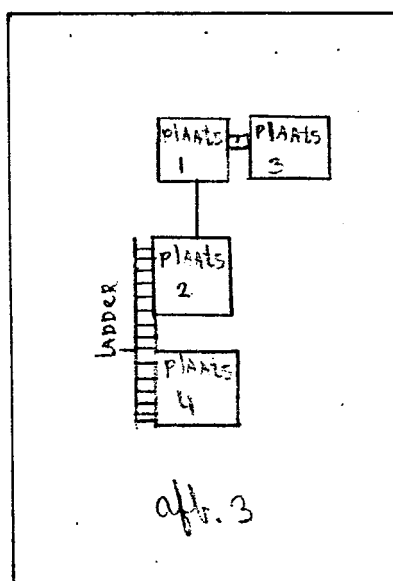 plAAts
1
plAAts
3
plAAts
2
LADDER
plAAts
4
afb. 3